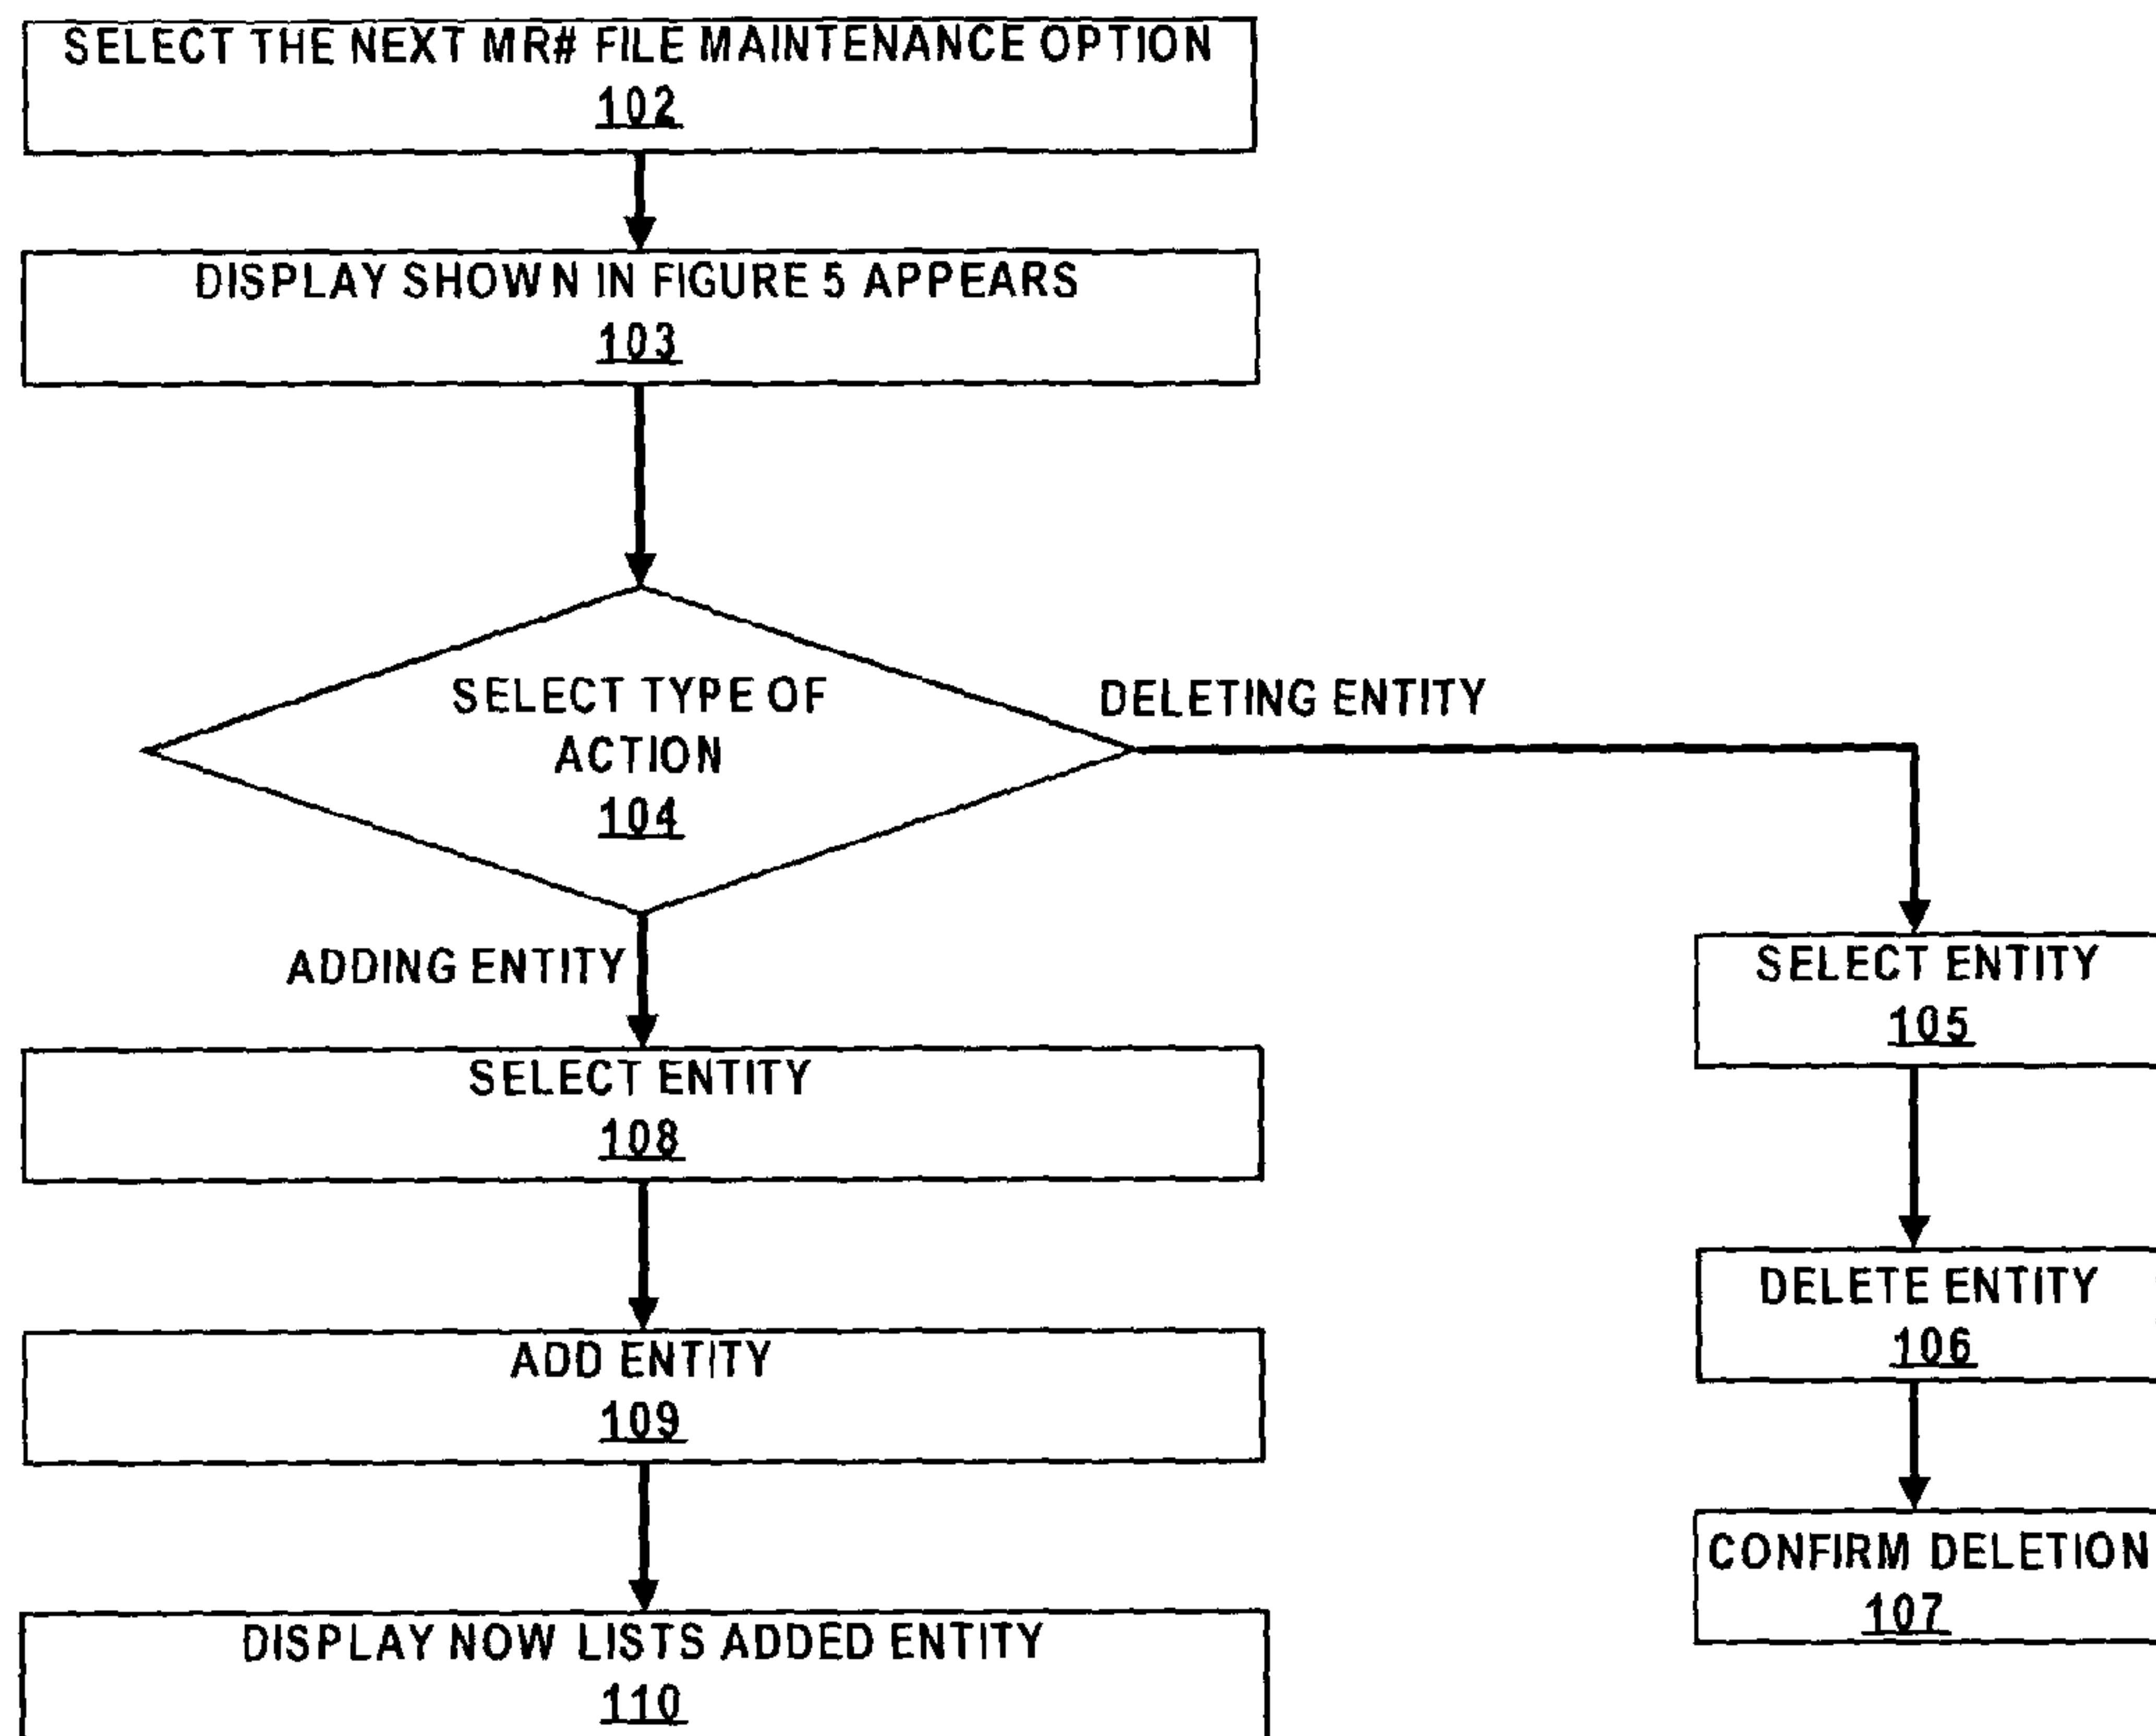 SELECT THE NEXT MR# FILE MAINTENANCE OPTION
102
DISPLAY SHOWN IN FIGURE 5 APPEARS
103
SELECT TYPE OF
ACTION
104
DELETING ENTITY
ADDING ENTITY
SELECT ENTITY
105
SELECT ENTITY
108
DELETE ENTITY
106
ADD ENTITY
109
CONFIRM DELETION
107
DISPLAY NOW LISTS ADDED ENTITY
110